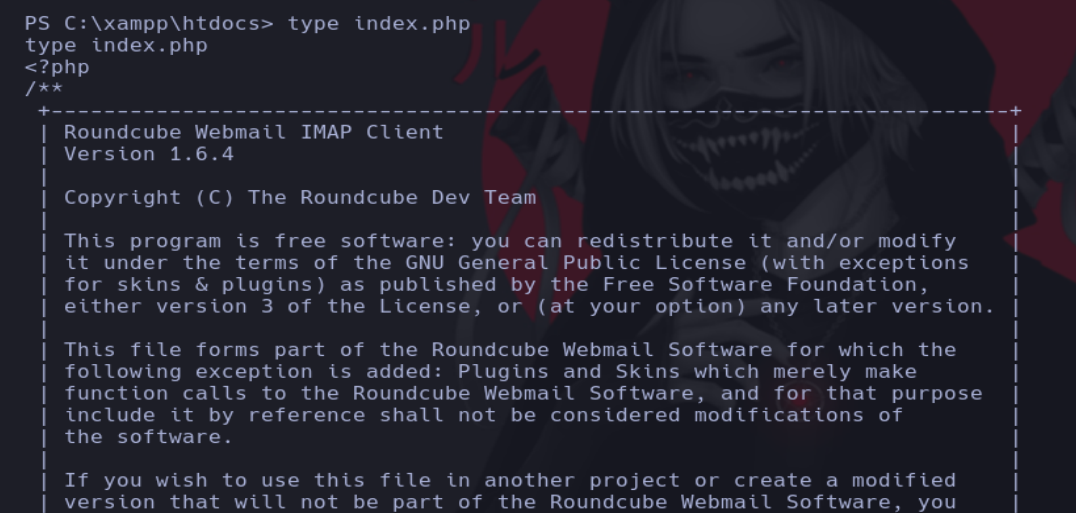 PS C:\xampp\htdocs> type index.php
type index.php
<?php
/**
 +-----------------------------------------------------------------------+
 | Roundcube Webmail IMAP Client                                         |
 | Version 1.6.4                                                         |
 |                                                                       |
 | Copyright (C) The Roundcube Dev Team                                  |
 |                                                                       |
 | This program is free software: you can redistribute it and/or modify  |
 | it under the terms of the GNU General Public License (with exceptions |
 | for skins & plugins) as published by the Free Software Foundation,    |
 | either version 3 of the License, or (at your option) any later version. |
 |                                                                       |
 | This file forms part of the Roundcube Webmail Software for which the  |
 | following exception is added: Plugins and Skins which merely make     |
 | function calls to the Roundcube Webmail Software, and for that purpose |
 | include it by reference shall not be considered modifications of      |
 | the software.                                                         |
 |                                                                       |
 | If you wish to use this file in another project or create a modified  |
 | version that will not be part of the Roundcube Webmail Software, you  |